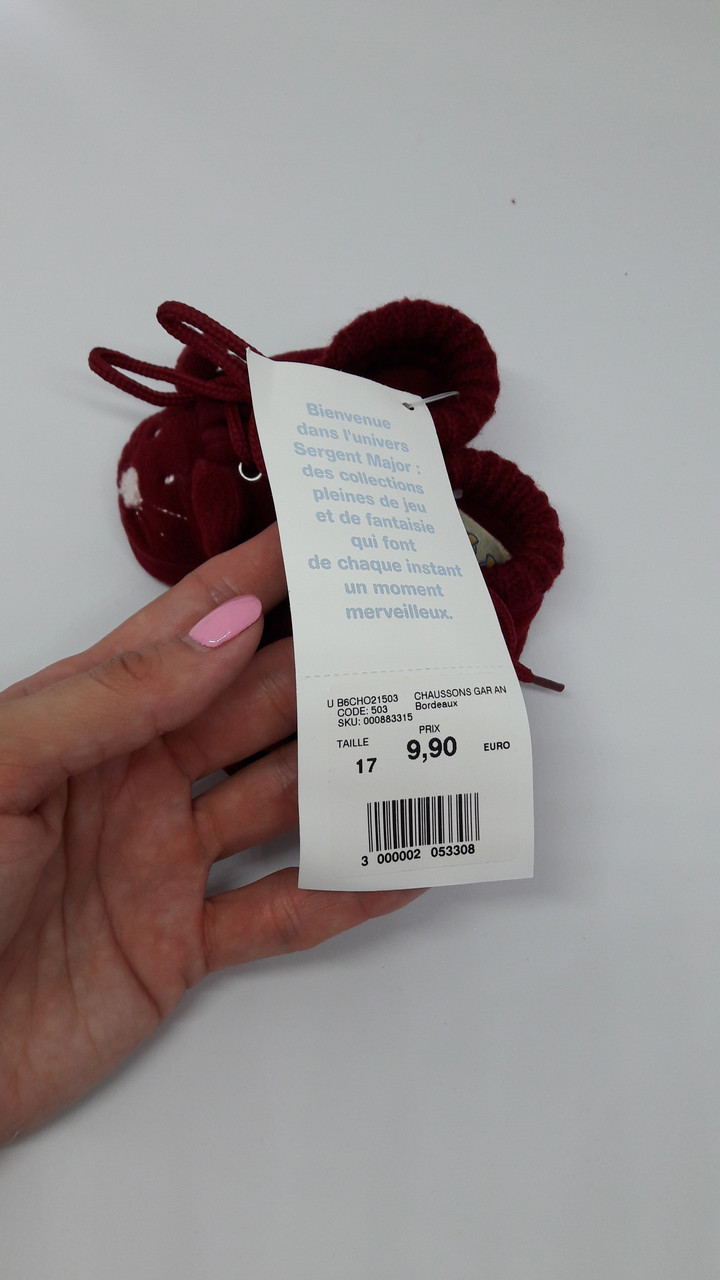 Bienvenue
dans l'univers
Sergent Major :
des collections
pleines de jeu
et de fantaisie
qui font
de chaque instant
un moment
merveilleux.
U B6CHO21503 CHAUSSONS GAR AN
CODE: 503 Bordeaux
SKU: 000883315
TAILLE PRIX
17 9,90 EURO
3 000002 053308